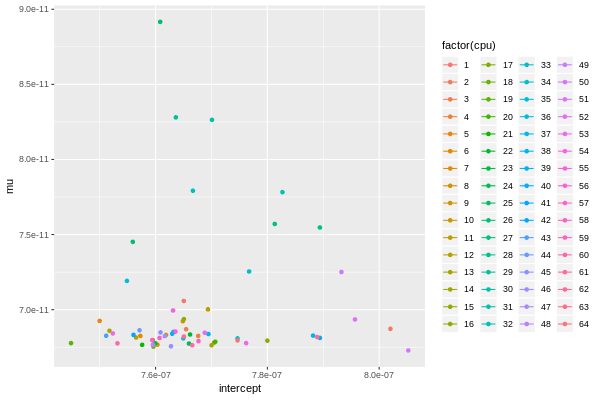 9.0e-11
8.5e-11
8.0e-11
7.5e-11
7.0e-11
mu
7.6e-07 7.8e-07 8.0e-07
intercept
factor(cpu)
1 17 33 49
2 18 34 50
3 19 35 51
4 20 36 52
5 21 37 53
6 22 38 54
7 23 39 55
8 24 40 56
9 25 41 57
10 26 42 58
11 27 43 59
12 28 44 60
13 29 45 61
14 30 46 62
15 31 47 63
16 32 48 64